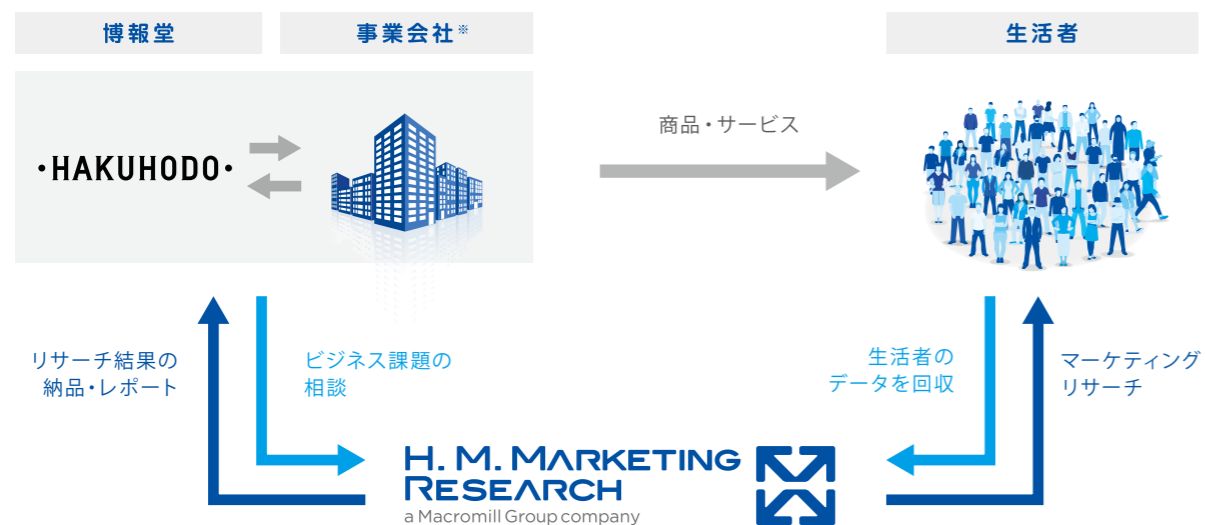 博報堂
事業会社※
生活者
・HAKUHODO・
商品・サービス
リサーチ結果の
納品・レポート
ビジネス課題の
相談
生活者の
データを回収
マーケティング
リサーチ
H. M. MARKETING
RESEARCH
a Macromill Group company